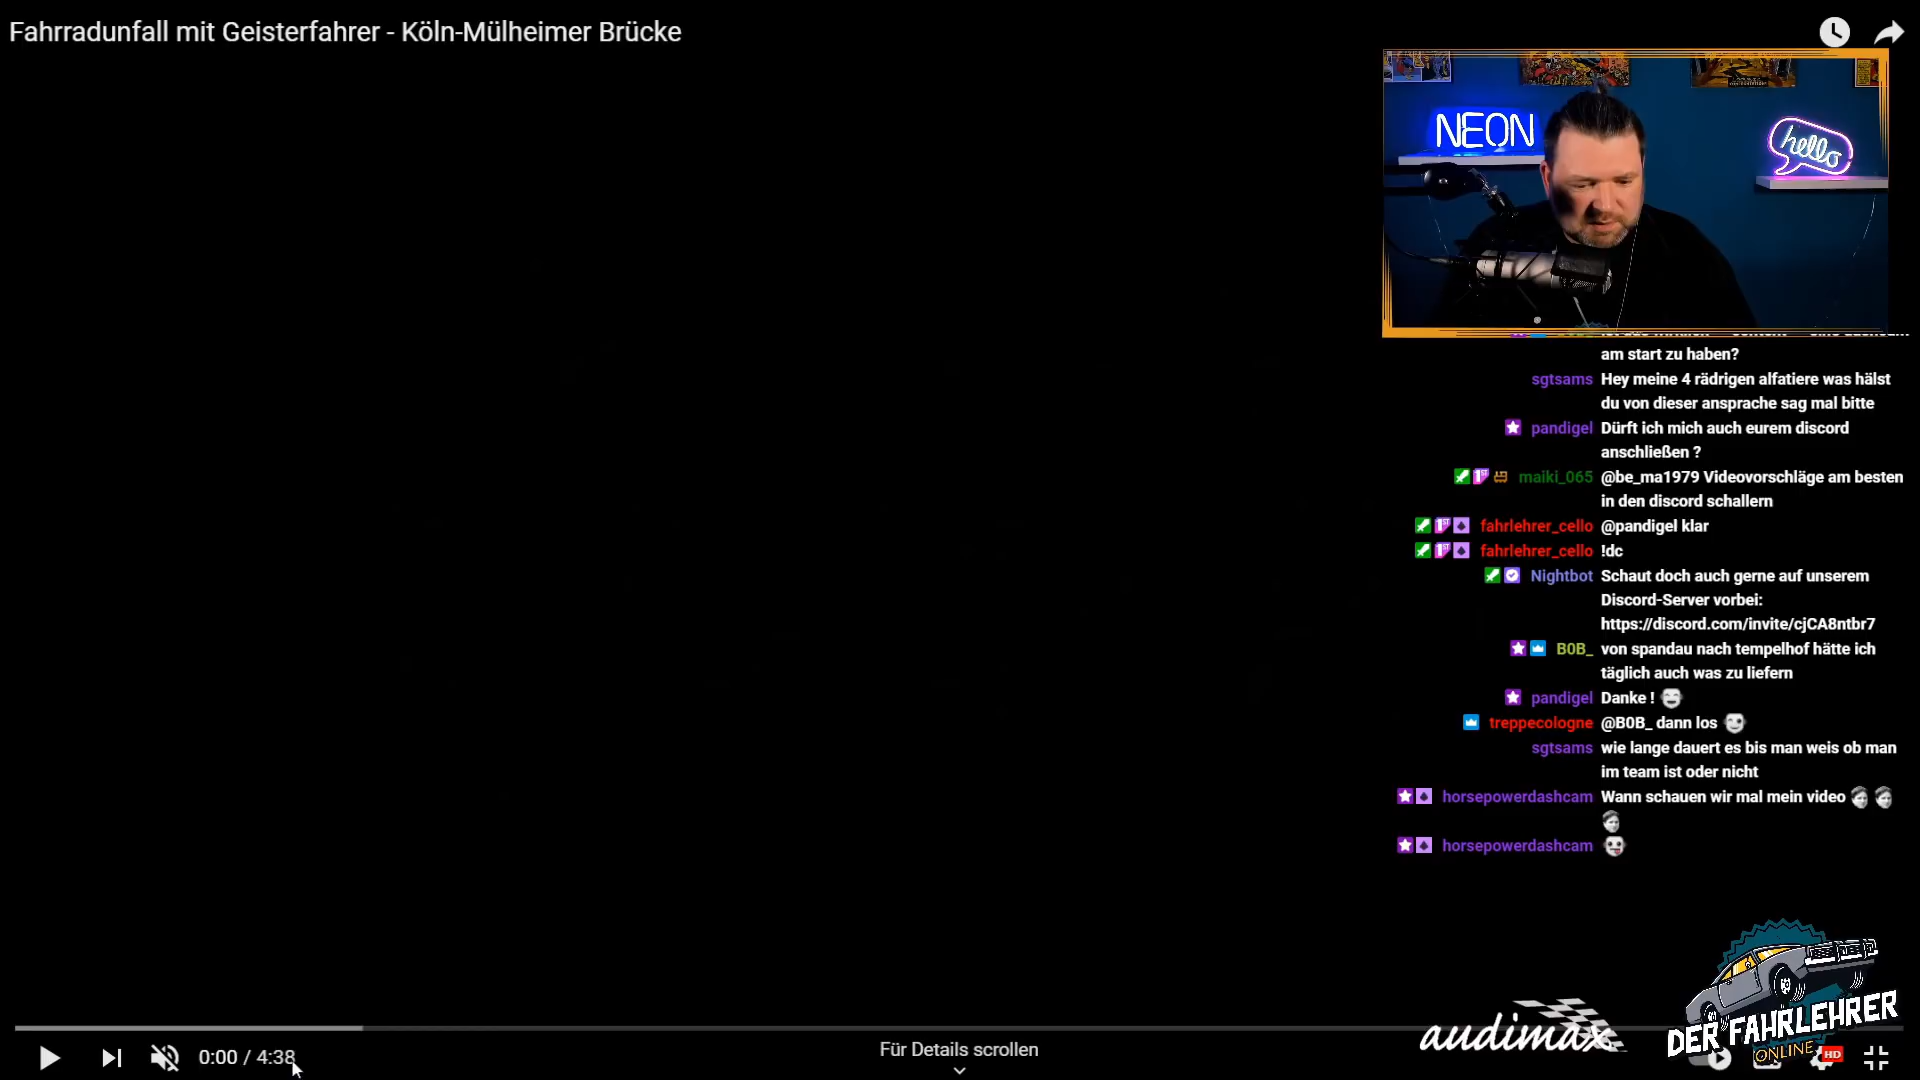 Fahrradunfall mit Geisterfahrer - Köln-Mülheimer Brücke
NEON
hello
am start zu haben?
sgtsams Hey meine 4 rädrigen alfatiere was hälst
du von dieser ansprache sag mal bitte
pandigel Dürft ich mich auch eurem discord
anschließen ?
maiki_065 @be_ma1979 Videovorschläge am besten
in den discord schallern
fahrlehrer_cello @pandigel klar
fahrlehrer_cello !dc
Nightbot Schaut doch auch gerne auf unserem
Discord-Server vorbei:
https://discord.com/invite/cjCA8ntbr7
B0B_ von spandau nach tempelhof hätte ich
täglich auch was zu liefern
pandigel Danke !
treppecologne @B0B_ dann los
sgtsams wie lange dauert es bis man weis ob man
im team ist oder nicht
horsepowerdashcam Wann schauen wir mal mein video
horsepowerdashcam
audimax
DER FAHRLEHRER
ONLINE
0:00 / 4:38
Für Details scrollen
HD